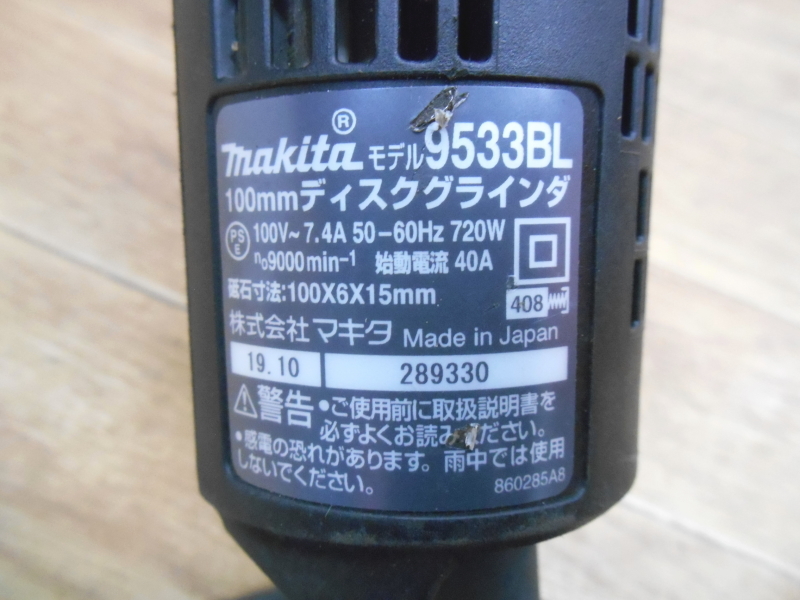 makita® モデル9533BL
100mmディスクグラインダ
PSE 100V~ 7.4A 50-60Hz 720W
n₀9000min⁻¹ 始動電流 40A
砥石寸法:100X6X15mm
408
株式会社マキタ Made in Japan
19.10 289330
警告 •ご使用前に取扱説明書を
必ずよくお読みください。
•感電の恐れがあります。雨中では使用
しないでください。
860285A8